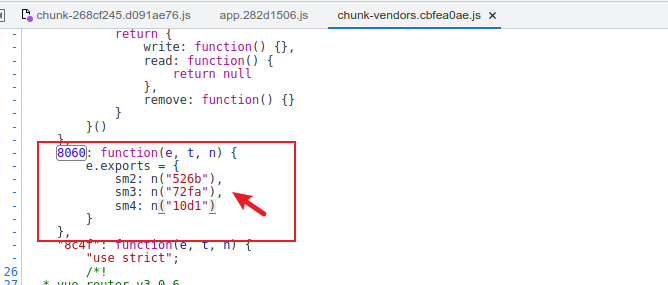 chunk-268cf245.d091ae76.js app.282d1506.js chunk-vendors.cbfea0ae.js ×
- return {
- write: function() {},
- read: function() {
- return null
- },
- remove: function() {}
- }
- }()
- },
- 8060: function(e, t, n) {
- e.exports = {
- sm2: n("526b"),
- sm3: n("72fa"),
- sm4: n("10d1")
- }
- },
- "8c4f": function(e, t, n) {
- "use strict";
26 /*!
27 * vue-router v3.0.6